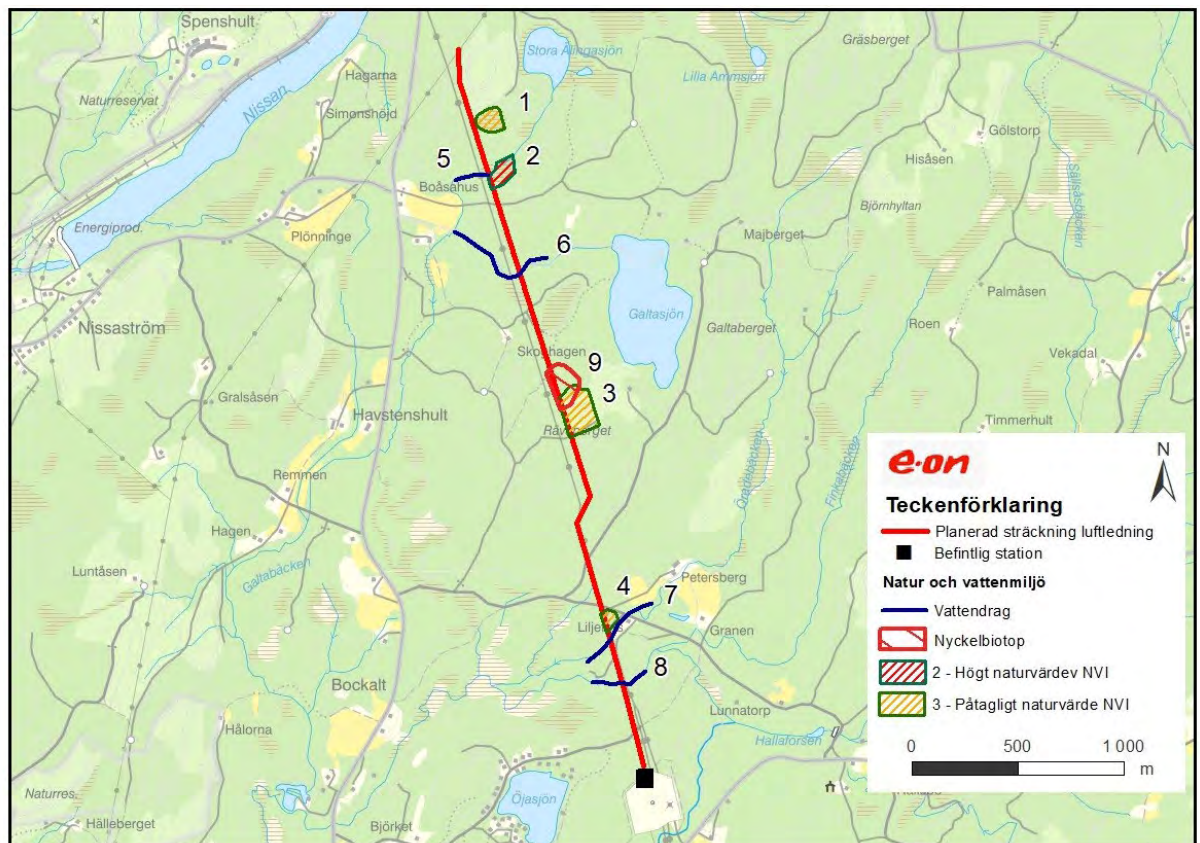 Spenshult
Stora Älingasjön
Gräsberget
Hagarna
Lilla Ammsjön
Nissan
Naturreservat
Simonshöjd
1
Gölstorp
2
Hisåsen
5
Boåsahus
Sällsåsbäcken
Björnhyltan
Energiprod.
Plönninge
6
Majberget
Palmåsen
Galtasjön
Nissaström
Galtaberget
Roen
Skogshagen
9
Vekadal
Gralsåsen
3
Havstenshult
Timmerhult
Remmen
e-on
N
Teckenförklaring
Planerad sträckning luftledning
Befintlig station
Hagen
Luntåsen
Galtabäcken
Petersberg
4
7
Natur och vattenmiljö
Vattendrag
Granen
Nyckelbiotop
8
Bockalt
2 - Högt naturvärdev NVI
Lunnatorp
3 - Påtagligt naturvärde NVI
Hålorna
Hallaforsen
0 500 1 000
m
Naturres.
Öjasjön
Hälleberget
Björket